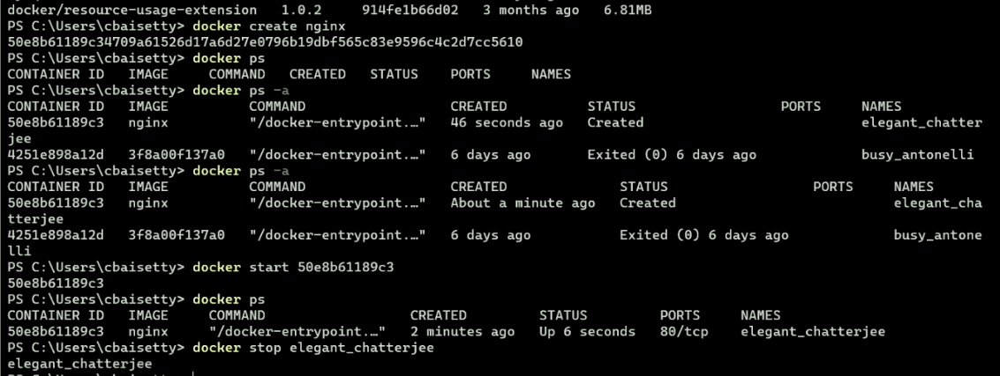 docker/resource-usage-extension   1.0.2     914fe1b66d02   3 months ago   6.81MB
PS C:\Users\cbaisetty> docker create nginx
50e8b61189c34709a61526d17a6d27e0796b19dbf565c83e9596c4c2d7cc5610
PS C:\Users\cbaisetty> docker ps
CONTAINER ID   IMAGE     COMMAND   CREATED   STATUS    PORTS     NAMES
PS C:\Users\cbaisetty> docker ps -a
CONTAINER ID   IMAGE          COMMAND                  CREATED          STATUS                  PORTS     NAMES
50e8b61189c3   nginx          "/docker-entrypoint.…"   46 seconds ago   Created                           elegant_chatter
jee
4251e898a12d   3f8a00f137a0   "/docker-entrypoint.…"   6 days ago       Exited (0) 6 days ago             busy_antonelli
PS C:\Users\cbaisetty> docker ps -a
CONTAINER ID   IMAGE          COMMAND                  CREATED              STATUS                  PORTS     NAMES
50e8b61189c3   nginx          "/docker-entrypoint.…"   About a minute ago   Created                           elegant_cha
tterjee
4251e898a12d   3f8a00f137a0   "/docker-entrypoint.…"   6 days ago           Exited (0) 6 days ago             busy_antone
lli
PS C:\Users\cbaisetty> docker start 50e8b61189c3
50e8b61189c3
PS C:\Users\cbaisetty> docker ps
CONTAINER ID   IMAGE     COMMAND                  CREATED         STATUS         PORTS     NAMES
50e8b61189c3   nginx     "/docker-entrypoint.…"   2 minutes ago   Up 6 seconds   80/tcp    elegant_chatterjee
PS C:\Users\cbaisetty> docker stop elegant_chatterjee
elegant_chatterjee